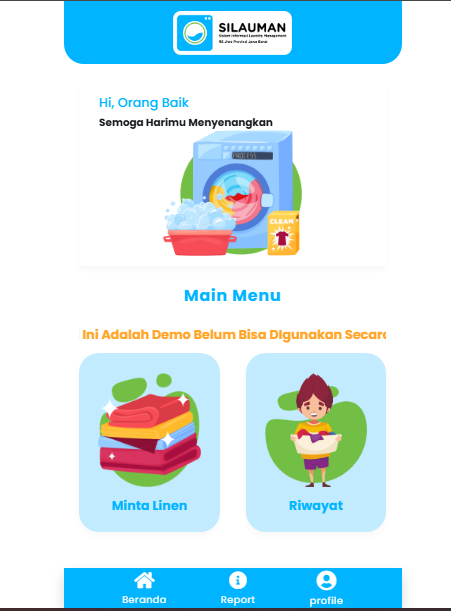 SILAUMAN
Sistem Informasi Laundry Management
RS Jiwa Provinsi Jawa Barat
Hi, Orang Baik
Semoga Harimu Menyenangkan
PROCESS
CLEAN
Main Menu
Ini Adalah Demo Belum Bisa DIgunakan Secara
Minta Linen
Riwayat
Beranda
Report
profile